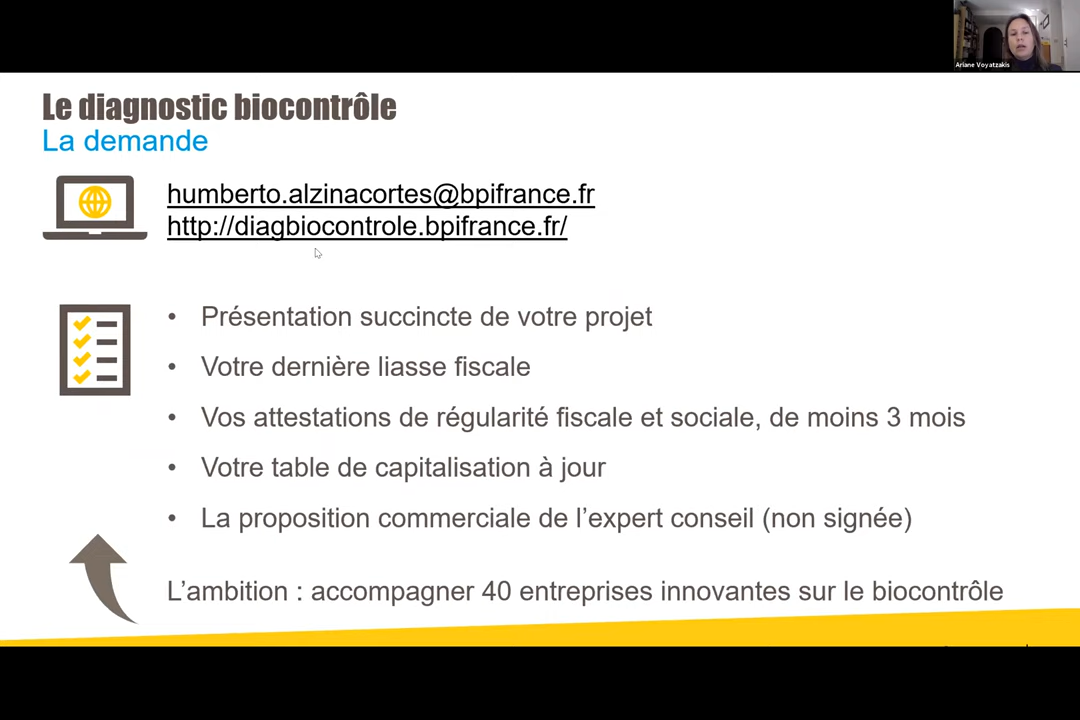 Ariane Voyatzakis
Le diagnostic biocontrôle
La demande
humberto.alzinacortes@bpifrance.fr
http://diagbiocontrole.bpifrance.fr/
• Présentation succincte de votre projet
• Votre dernière liasse fiscale
• Vos attestations de régularité fiscale et sociale, de moins 3 mois
• Votre table de capitalisation à jour
• La proposition commerciale de l’expert conseil (non signée)
L’ambition : accompagner 40 entreprises innovantes sur le biocontrôle